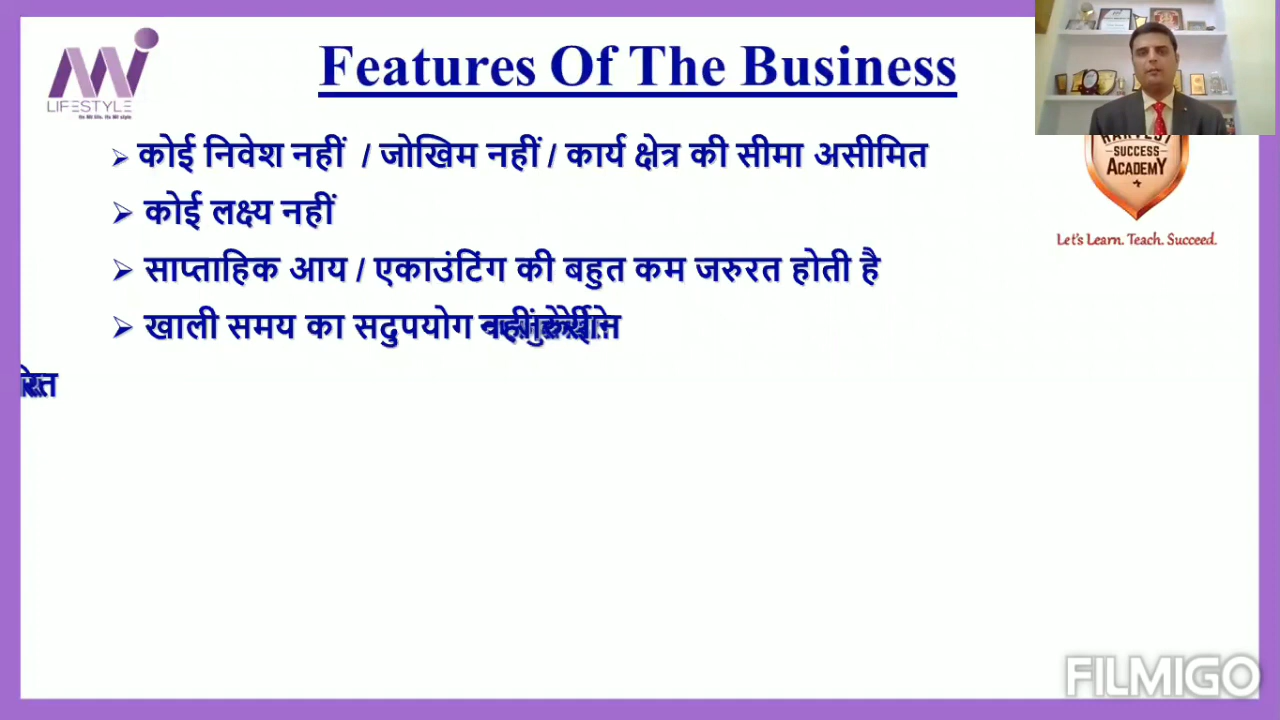 LIFESTYLE
Features Of The Business
HARVEST
SUCCESS
ACADEMY
Let's Learn. Teach. Succeed.
➢ कोई निवेश नहीं / जोखिम नहीं / कार्य क्षेत्र की सीमा असीमित
➢ कोई लक्ष्य नहीं
➢ साप्ताहिक आय / एकाउंटिंग की बहुत कम जरुरत होती है
➢ खाली समय का सदुपयोग
FILMIGO